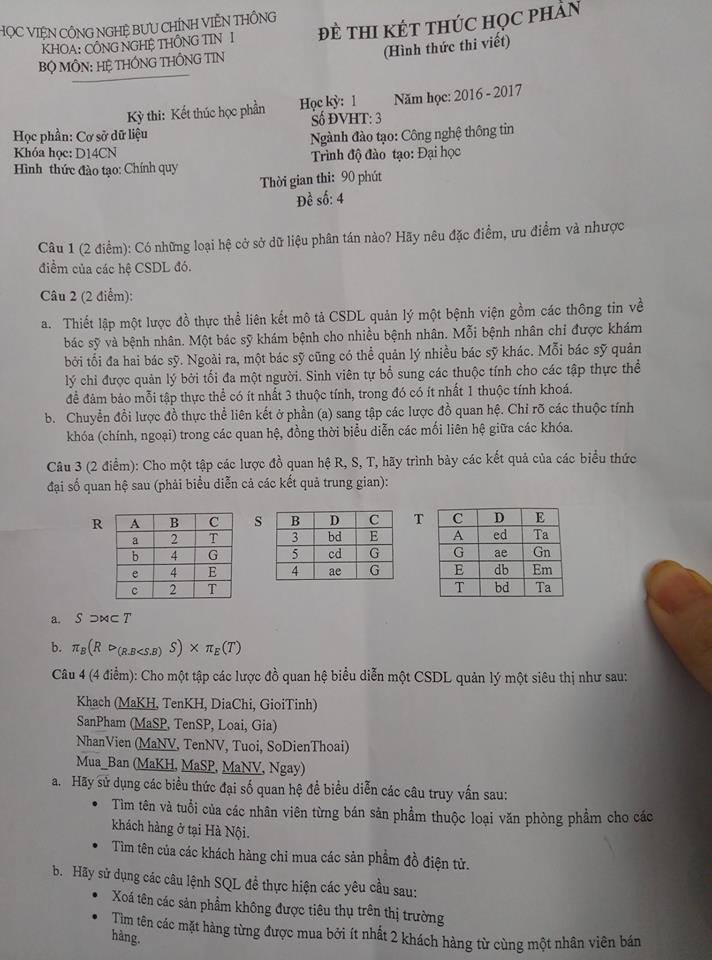 HỌC VIỆN CÔNG NGHỆ BƯU CHÍNH VIỄN THÔNG
KHOA: CÔNG NGHỆ THÔNG TIN 1
BỘ MÔN: HỆ THỐNG THÔNG TIN
ĐỀ THI KẾT THÚC HỌC PHẦN
(Hình thức thi viết)
Kỳ thi: Kết thúc học phần
Học phần: Cơ sở dữ liệu
Khóa học: D14CN
Hình thức đào tạo: Chính quy
Học kỳ: 1 Năm học: 2016 - 2017
Số ĐVHT: 3
Ngành đào tạo: Công nghệ thông tin
Trình độ đào tạo: Đại học
Thời gian thi: 90 phút
Đề số: 4
Câu 1 (2 điểm): Có những loại hệ cở sở dữ liệu phân tán nào? Hãy nêu đặc điểm, ưu điểm và nhược
điểm của các hệ CSDL đó.
Câu 2 (2 điểm):
a. Thiết lập một lược đồ thực thể liên kết mô tả CSDL quản lý một bệnh viện gồm các thông tin về
bác sỹ và bệnh nhân. Một bác sỹ khám bệnh cho nhiều bệnh nhân. Mỗi bệnh nhân chỉ được khám
bởi tối đa hai bác sỹ. Ngoài ra, một bác sỹ cũng có thể quản lý nhiều bác sỹ khác. Mỗi bác sỹ quản
lý chỉ được quản lý bởi tối đa một người. Sinh viên tự bổ sung các thuộc tính cho các tập thực thể
để đảm bảo mỗi tập thực thể có ít nhất 3 thuộc tính, trong đó có ít nhất 1 thuộc tính khoá.
b. Chuyển đổi lược đồ thực thể liên kết ở phần (a) sang tập các lược đồ quan hệ. Chỉ rõ các thuộc tính
khóa (chính, ngoại) trong các quan hệ, đồng thời biểu diễn các mối liên hệ giữa các khóa.
Câu 3 (2 điểm): Cho một tập các lược đồ quan hệ R, S, T, hãy trình bày các kết quả của các biểu thức
đại số quan hệ sau (phải biểu diễn cả các kết quả trung gian):
R
A B C
a 2 T
b 4 G
e 4 E
c 2 T
S
B D C
3 bd E
5 cd G
4 ae G
T
C D E
A ed Ta
G ae Gn
E db Em
T bd Ta
a. S ⊐⋈⊏ T
b. π_B(R ⊳_(R.B<S.B) S) × π_E(T)
Câu 4 (4 điểm): Cho một tập các lược đồ quan hệ biểu diễn một CSDL quản lý một siêu thị như sau:
Khach (MaKH, TenKH, DiaChi, GioiTinh)
SanPham (MaSP, TenSP, Loai, Gia)
NhanVien (MaNV, TenNV, Tuoi, SoDienThoai)
Mua_Ban (MaKH, MaSP, MaNV, Ngay)
a. Hãy sử dụng các biểu thức đại số quan hệ để biểu diễn các câu truy vấn sau:
• Tìm tên và tuổi của các nhân viên từng bán sản phẩm thuộc loại văn phòng phẩm cho các
khách hàng ở tại Hà Nội.
• Tìm tên của các khách hàng chỉ mua các sản phẩm đồ điện tử.
b. Hãy sử dụng các câu lệnh SQL để thực hiện các yêu cầu sau:
• Xoá tên các sản phẩm không được tiêu thụ trên thị trường
• Tìm tên các mặt hàng từng được mua bởi ít nhất 2 khách hàng từ cùng một nhân viên bán
hàng.